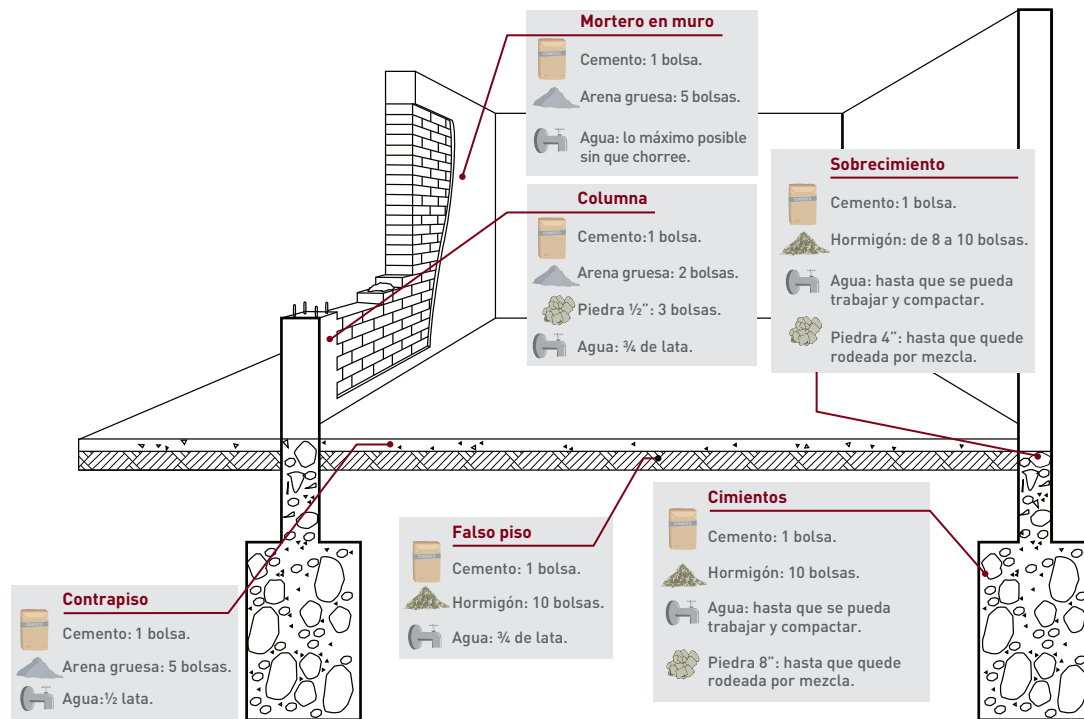 Mortero en muro
Cemento: 1 bolsa.
Arena gruesa: 5 bolsas.
Agua: lo máximo posible
sin que chorree.
Columna
Cemento: 1 bolsa.
Arena gruesa: 2 bolsas.
Piedra ½”: 3 bolsas.
Agua: ¾ de lata.
Sobrecimiento
Cemento: 1 bolsa.
Hormigón: de 8 a 10 bolsas.
Agua: hasta que se pueda
trabajar y compactar.
Piedra 4”: hasta que quede
rodeada por mezcla.
Contrapiso
Cemento: 1 bolsa.
Arena gruesa: 5 bolsas.
Agua: ½ lata.
Falso piso
Cemento: 1 bolsa.
Hormigón: 10 bolsas.
Agua: ¾ de lata.
Cimientos
Cemento: 1 bolsa.
Hormigón: 10 bolsas.
Agua: hasta que se pueda
trabajar y compactar.
Piedra 8”: hasta que quede
rodeada por mezcla.